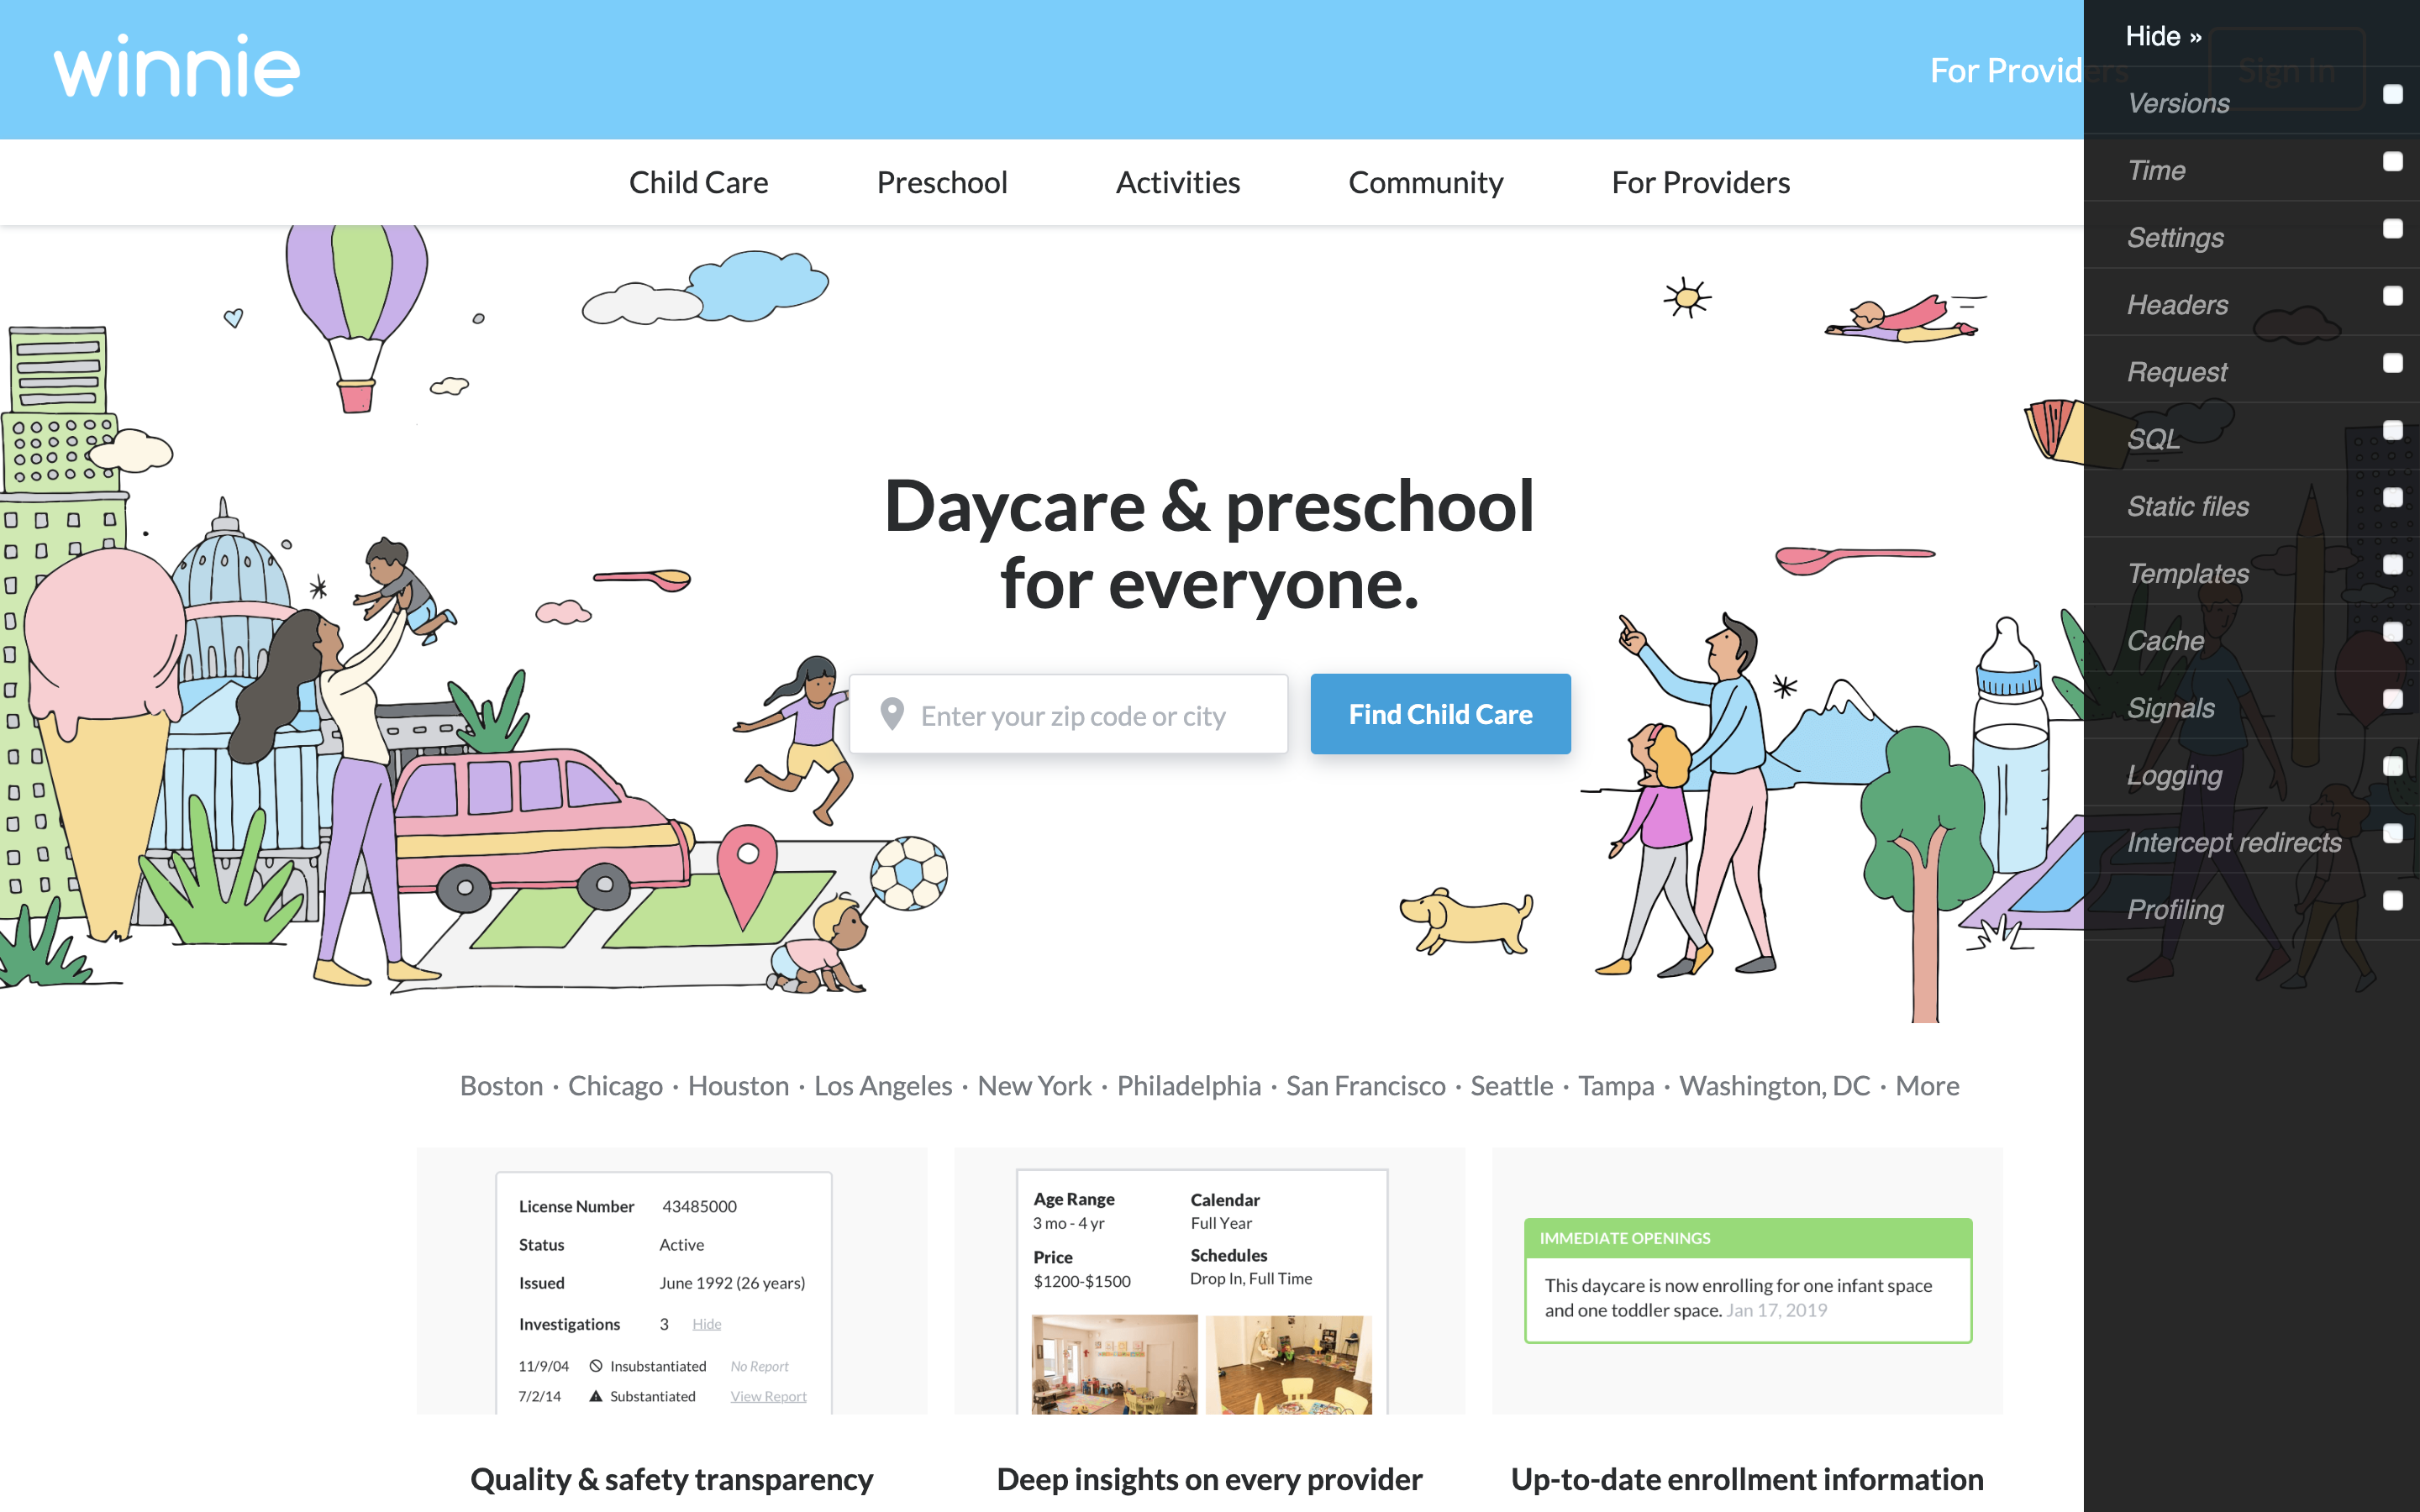 winnie
For Providers
Sign In
Child Care
Preschool
Activities
Community
For Providers
Daycare & preschool
for everyone.
Enter your zip code or city
Find Child Care
Boston · Chicago · Houston · Los Angeles · New York · Philadelphia · San Francisco · Seattle · Tampa · Washington, DC · More
License Number 43485000
Status Active
Issued June 1992 (26 years)
Investigations 3 Hide
11/9/04 Insubstantiated No Report
7/2/14 Substantiated View Report
Age Range
3 mo - 4 yr
Calendar
Full Year
Price
$1200-$1500
Schedules
Drop In, Full Time
IMMEDIATE OPENINGS
This daycare is now enrolling for one infant space
and one toddler space. Jan 17, 2019
Quality & safety transparency
Deep insights on every provider
Up-to-date enrollment information
Hide »
Versions
Time
Settings
Headers
Request
SQL
Static files
Templates
Cache
Signals
Logging
Intercept redirects
Profiling